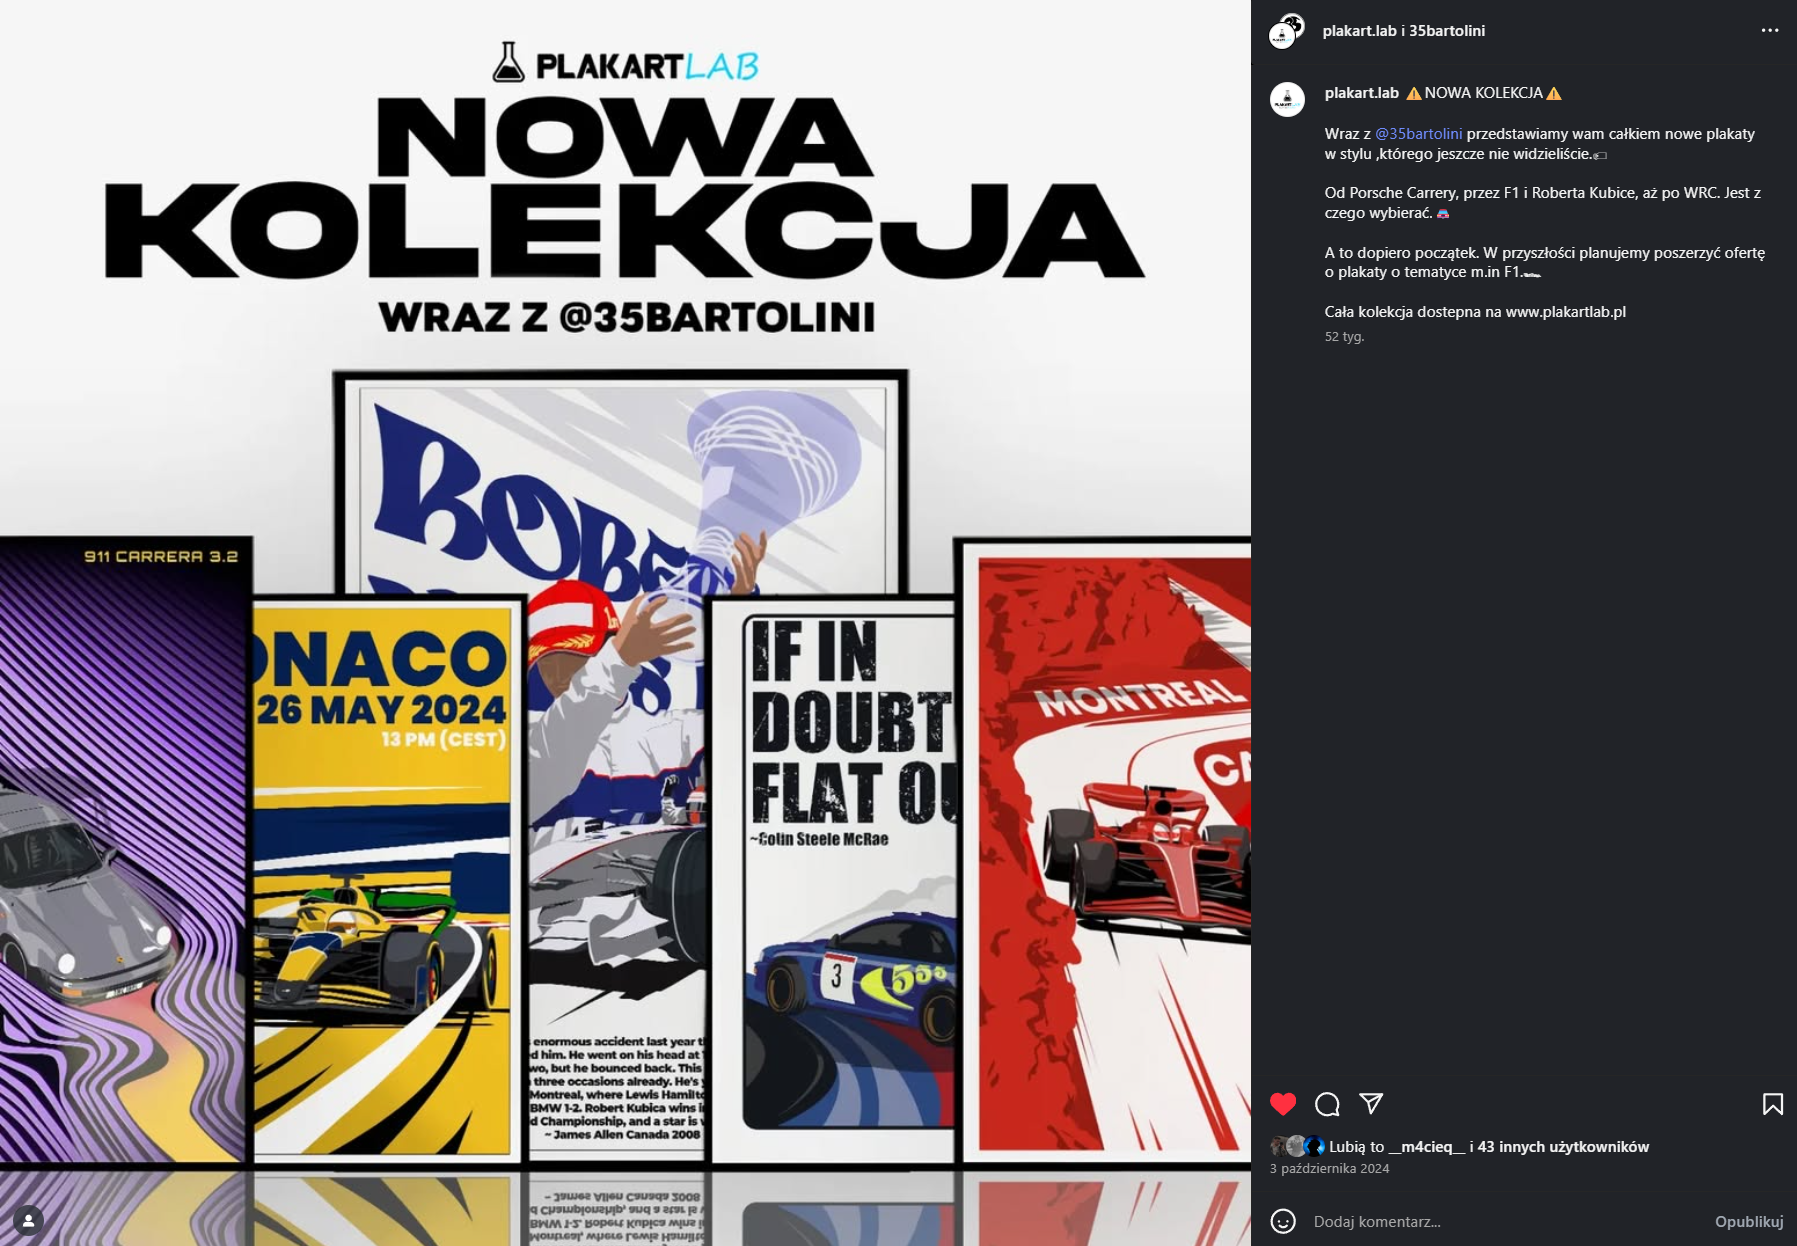 PLAKARTLAB
NOWA
KOLEKCJA
WRAZ Z @35BARTOLINI
911 CARRERA 3.2
ONACO
26 MAY 2024
13 PM (CEST)
IF IN
DOUBT
FLAT OU
~Colin Steele McRae
3
555
MONTREAL
enormous accident last year
him. He went on his head at
two, but he bounced back. This
three occasions already. He's
Montreal, where Lewis Hamilto
BMW 1-2. Robert Kubica wins
d Championship, and a star is
~ James Allen Canada 2008
plakart.lab i 35bartolini
plakart.lab ⚠️NOWA KOLEKCJA⚠️
Wraz z @35bartolini przedstawiamy wam całkiem nowe plakaty
w stylu ,którego jeszcze nie widzieliście.
Od Porsche Carrery, przez F1 i Roberta Kubice, aż po WRC. Jest z
czego wybierać.
A to dopiero początek. W przyszłości planujemy poszerzyć ofertę
o plakaty o tematyce m.in F1.
Cała kolekcja dostepna na www.plakartlab.pl
52 tyg.
Lubią to __m4cieq__ i 43 innych użytkowników
3 października 2024
Dodaj komentarz...
Opublikuj